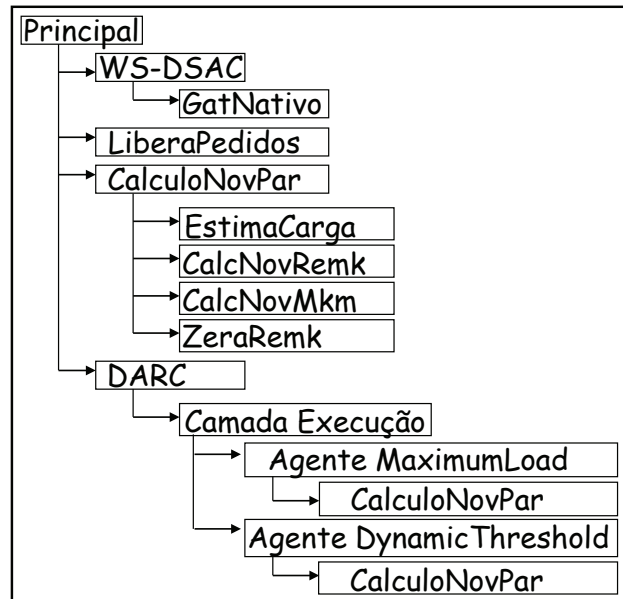 Principal
WS-DSAC
GatNativo
LiberaPedidos
CalculoNovPar
EstimaCarga
CalcNovRemk
CalcNovMkm
ZeraRemk
DARC
Camada Execução
Agente MaximumLoad
CalculoNovPar
Agente DynamicThreshold
CalculoNovPar